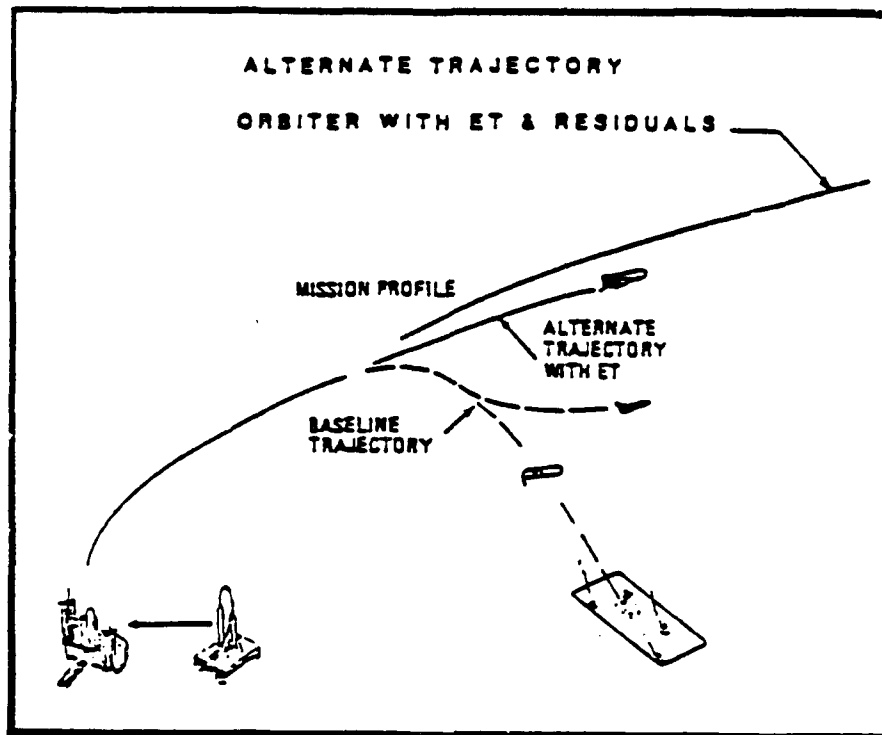 ALTERNATE TRAJECTORY
ORBITER WITH ET & RESIDUALS
MISSION PROFILE
ALTERNATE
TRAJECTORY
WITH ET
BASELINE
TRAJECTORY